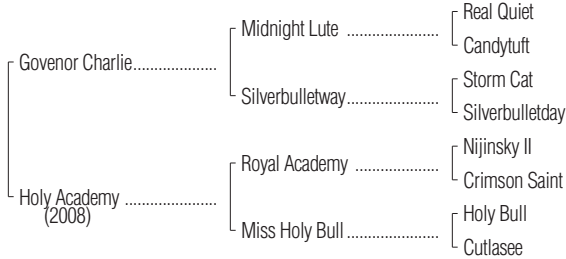 Real Quiet
Midnight Lute ......................
Candytuft
Govenor Charlie....................
Storm Cat
Silverbulletway......................
Silverbulletday
Nijinsky II
Royal Academy ....................
Crimson Saint
Holy Academy ......................
(2008)
Holy Bull
Miss Holy Bull ......................
Cutlasee